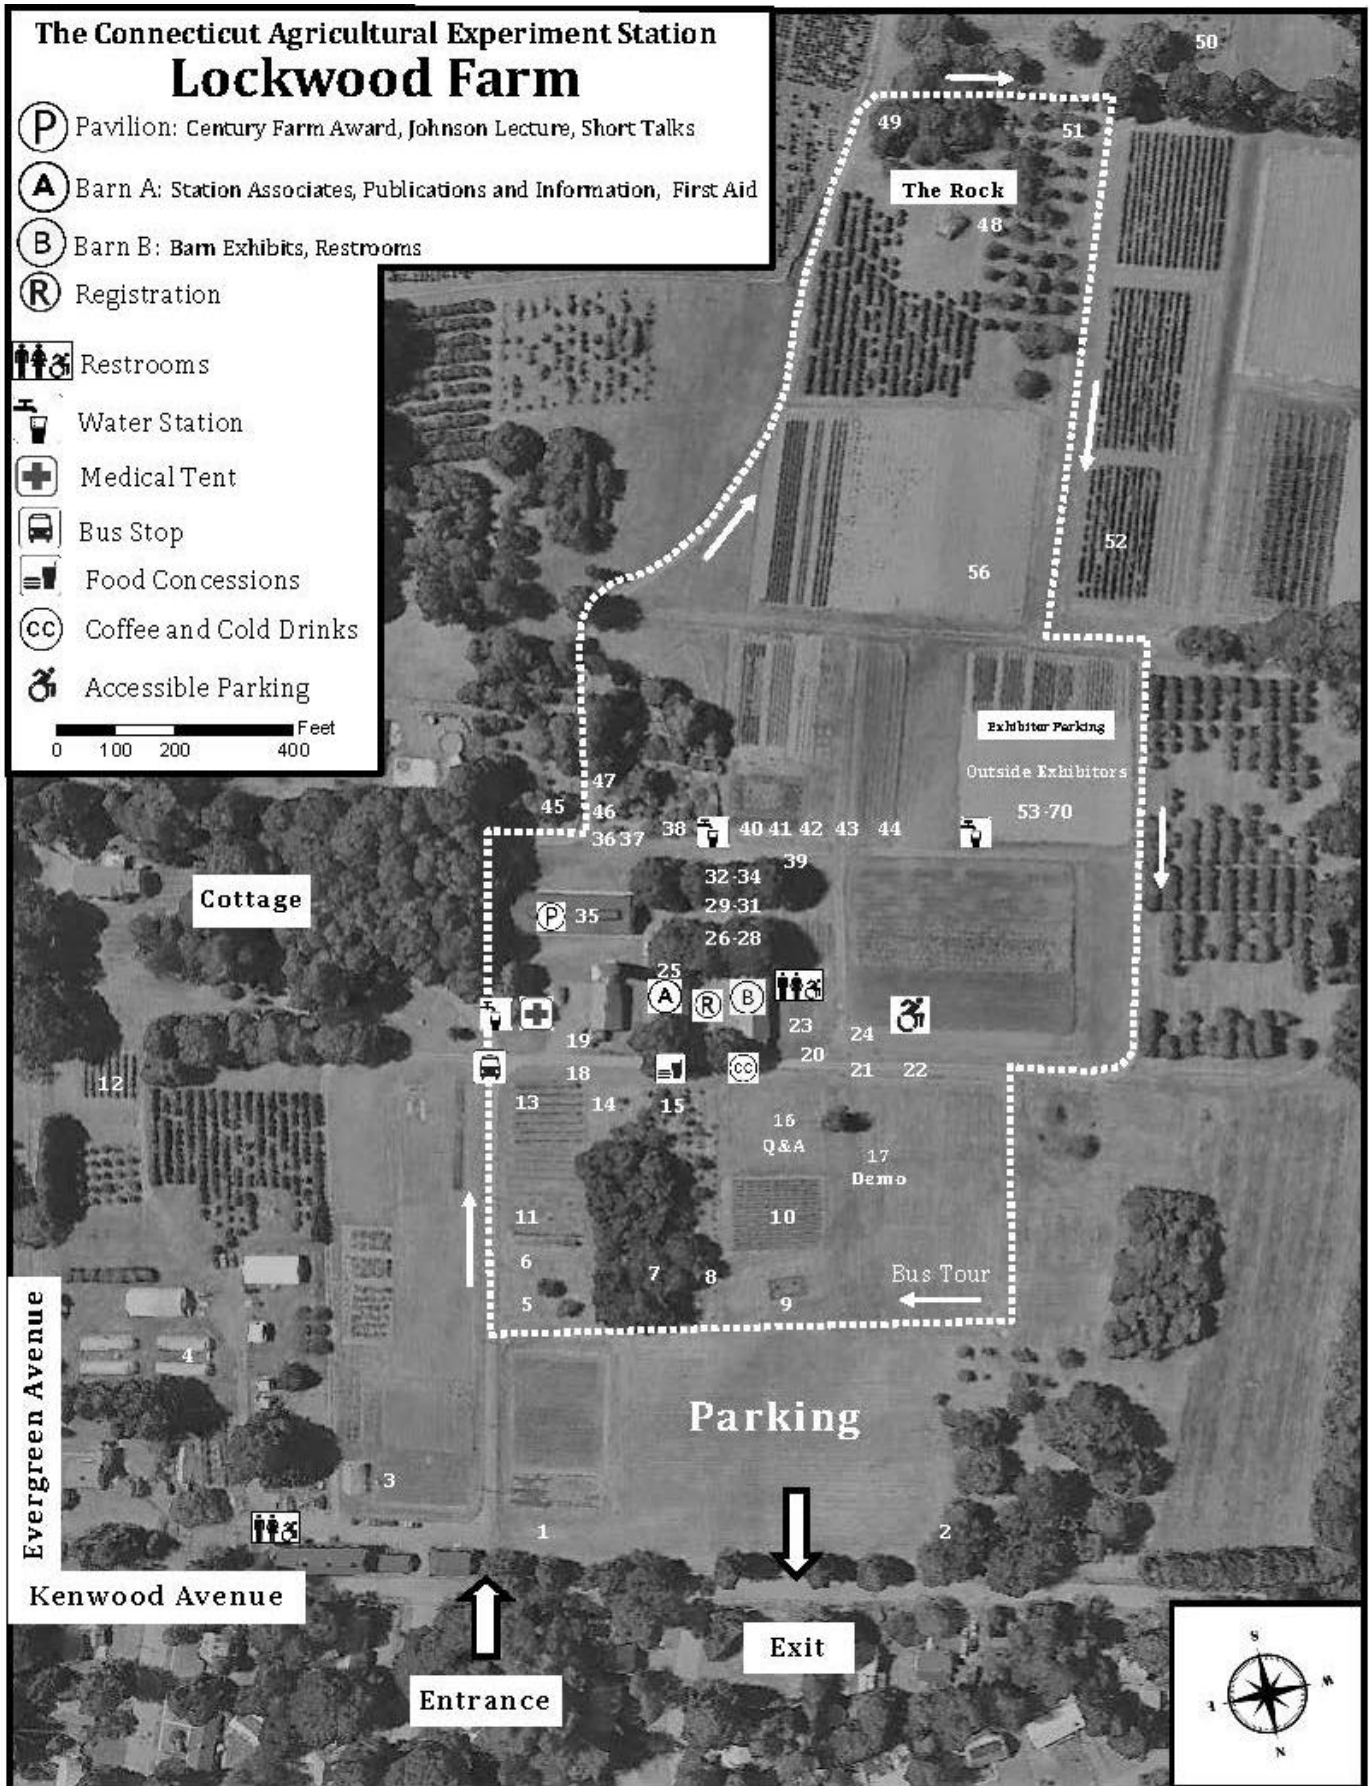 The Connecticut Agricultural Experiment Station
Lockwood Farm
P Pavilion: Century Farm Award, Johnson Lecture, Short Talks
A Barn A: Station Associates, Publications and Information, First Aid
B Barn B: Barn Exhibits, Restrooms
R Registration
Restrooms
Water Station
Medical Tent
Bus Stop
Food Concessions
CC Coffee and Cold Drinks
Accessible Parking
Feet
0 100 200 400
50
49
51
The Rock
48
52
56
Exhibitor Parking
Outside Exhibitors
53-70
47
45
46
36 37 38 40 41 42 43 44
39
32-34
Cottage
29-31
P 35
26-28
25
A R B
23
24
19
20
18
CC
21 22
12
13 14 15
16
Q&A
17
Demo
11
10
6
7 8
Bus Tour
5
9
4
Evergreen Avenue
Parking
3
1
2
Kenwood Avenue
Exit
Entrance
S
W
E
N